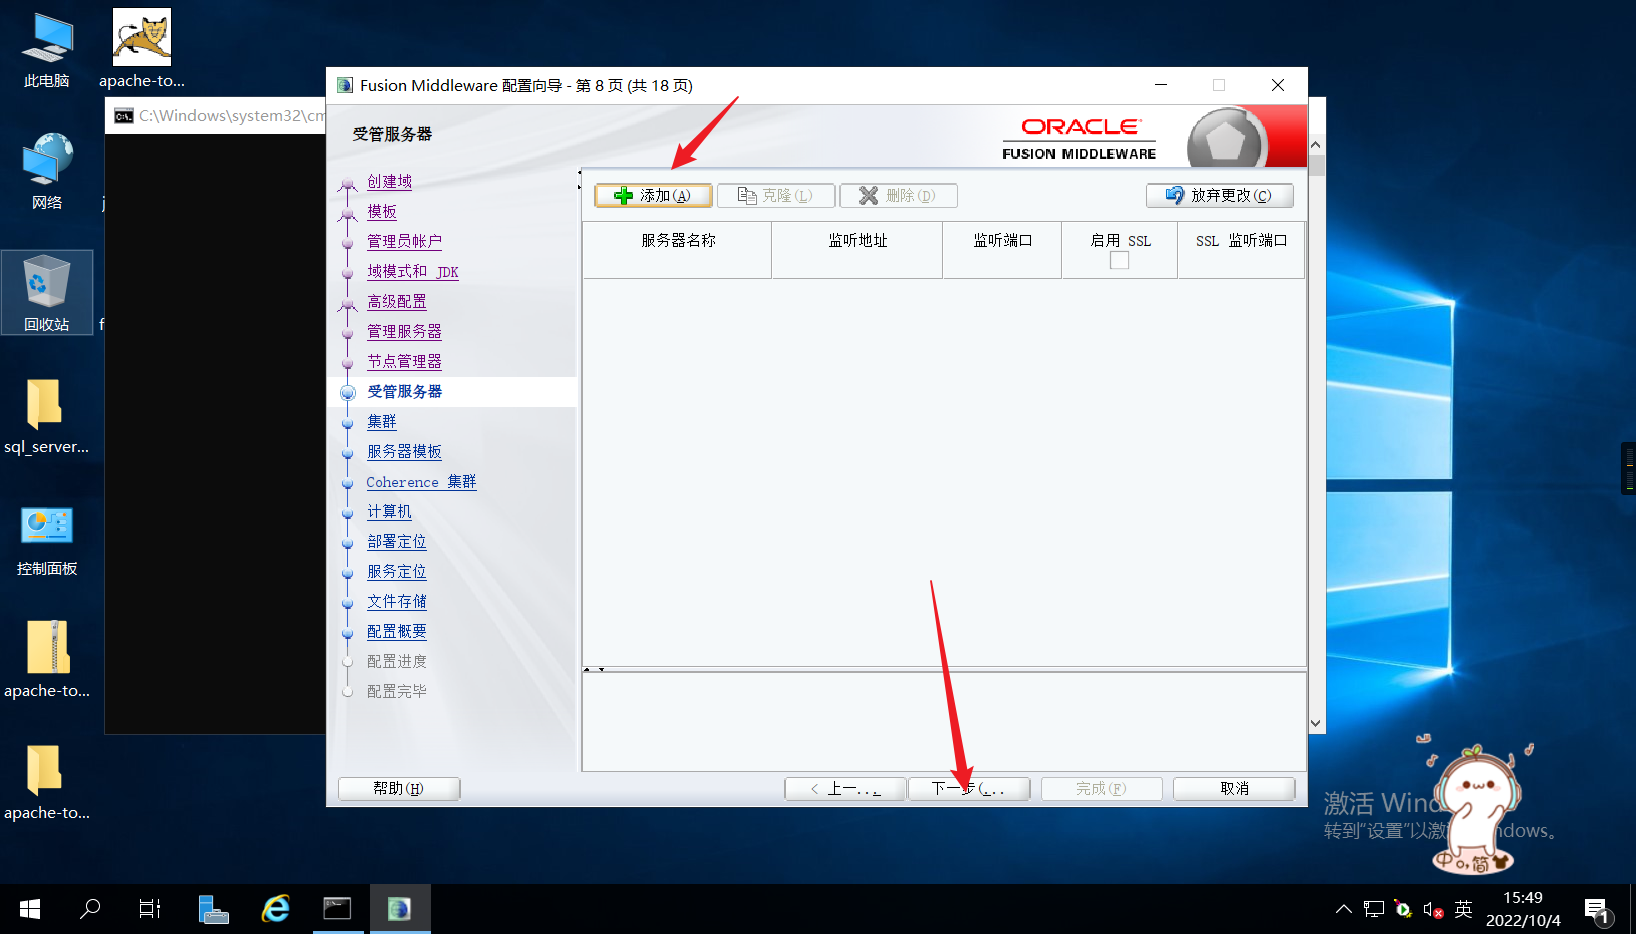 此电脑
apache-to...
网络
j
回收站
f
sql_server...
控制面板
apache-to...
apache-to...
C:\Windows\system32\cm
Fusion Middleware 配置向导 - 第 8 页 (共 18 页)
受管服务器
ORACLE
FUSION MIDDLEWARE
创建域
模板
管理员帐户
域模式和 JDK
高级配置
管理服务器
节点管理器
受管服务器
集群
服务器模板
Coherence 集群
计算机
部署定位
服务定位
文件存储
配置概要
配置进度
配置完毕
添加(A) 克隆(L) 删除(D) 放弃更改(C)
服务器名称 监听地址 监听端口 启用 SSL SSL 监听端口
帮助(H) < 上一... 下一步(... 完成(F) 取消
激活 Wind
转到"设置"以激 ndows。
中 简
英
15:49
2022/10/4
1